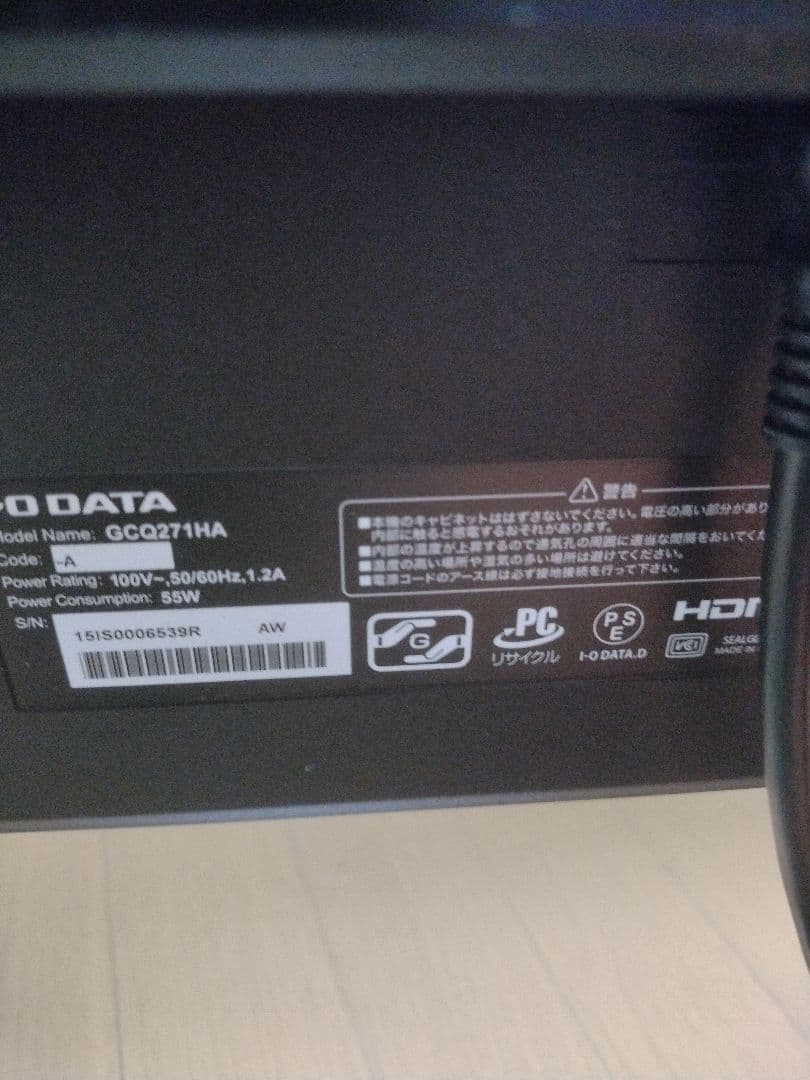 -O DATA
Model Name: GCQ271HA
Code: -A
Power Rating: 100V~,50/60Hz,1.2A
Power Consumption: 55W
S/N: 15IS0006539R AW
警告
■本機のキャビネットははずさないでください。電圧の高い部分があり
内部に触ると感電するおそれがあります。
■内部の温度が上昇するので通気孔の周囲に適当な間隔をおいてくだ
■温度の高い場所や湿気の多い場所は避けてください。
■電源コードのアース線は必ず接地接続を行って下さい。
G
PC
リサイクル
PSE
I-O DATA.D
HDM
VCCI
SEALGE
MADE IN